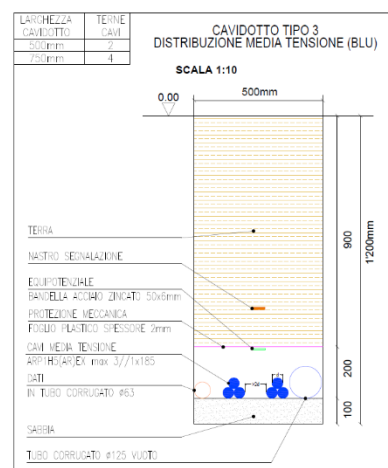 LARGHEZZA CAVIDOTTO TERNE CAVI
500mm 2
750mm 4
CAVIDOTTO TIPO 3
DISTRIBUZIONE MEDIA TENSIONE (BLU)
SCALA 1:10
0.00
500mm
TERRA
NASTRO SEGNALAZIONE
EQUIPOTENZIALE
BANDELLA ACCIAIO ZINCATO 50x6mm
PROTEZIONE MECCANICA
FOGLIO PLASTICO SPESSORE 2mm
CAVI MEDIA TENSIONE
ARP1H5(AR)EX max 3//1x185
DATI
IN TUBO CORRUGATO ø63
SABBIA
TUBO CORRUGATO ø125 VUOTO
900
200
100
1'200mm